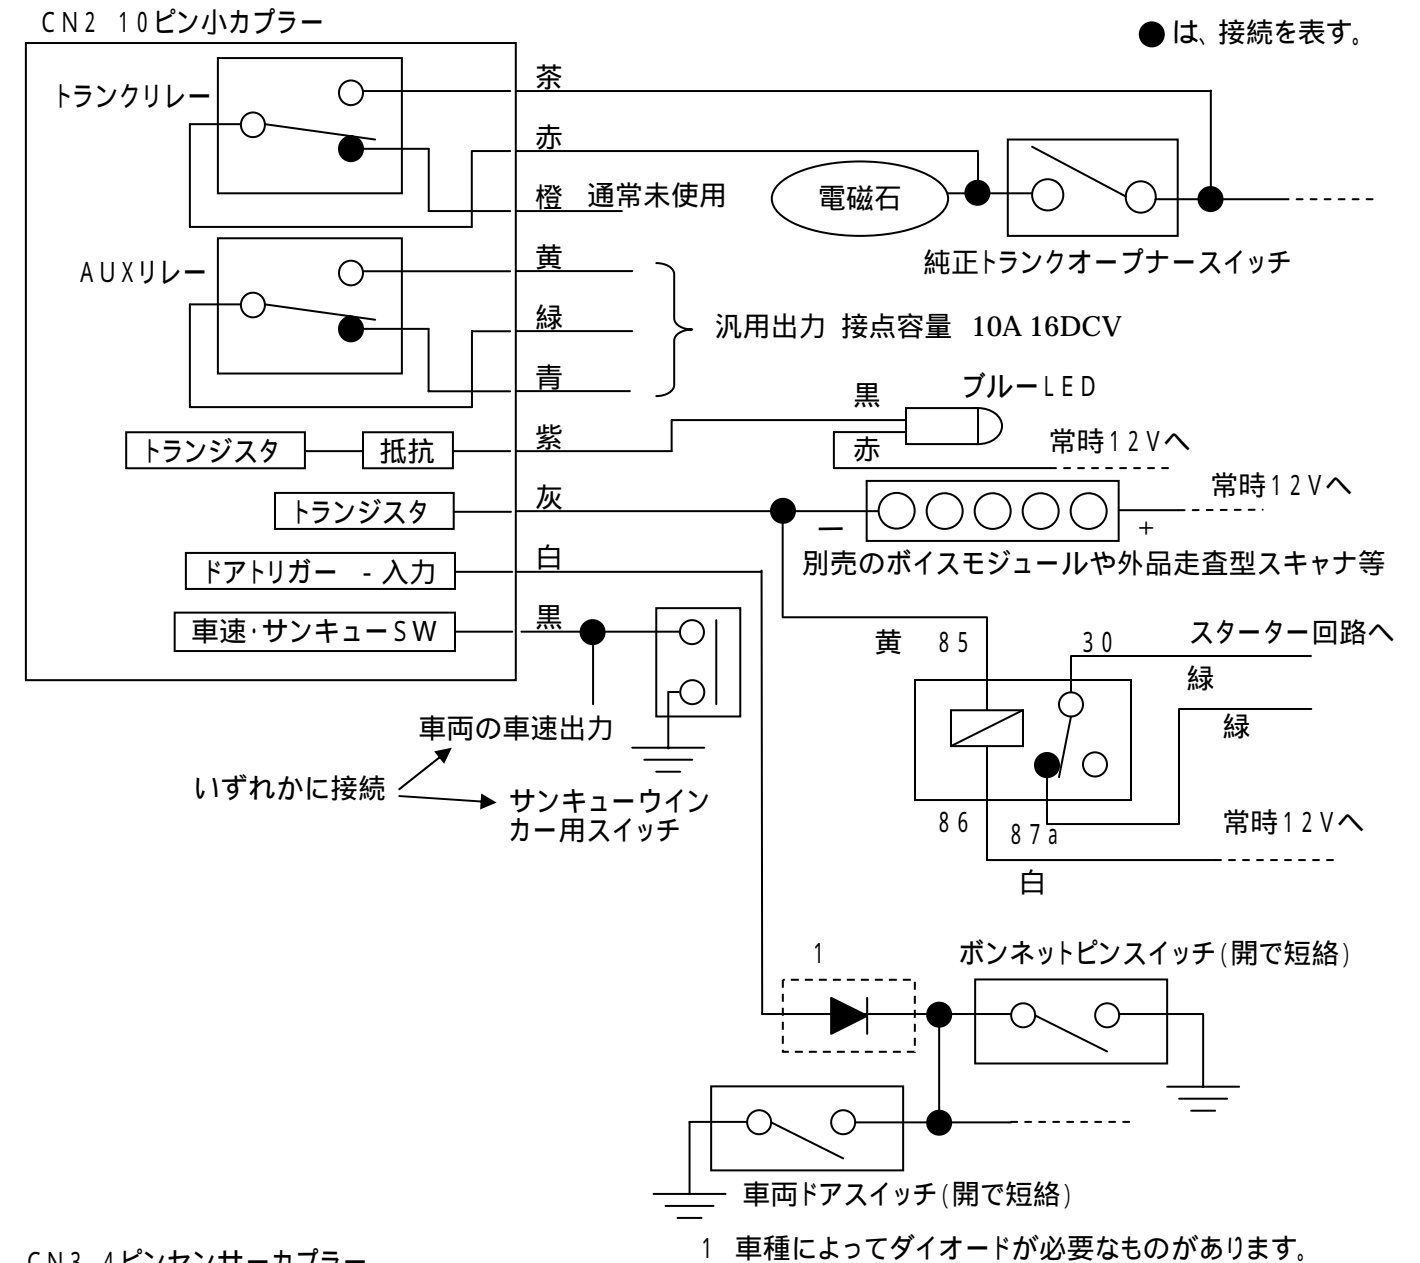 CN2 10ピン小カプラー
●は、接続を表す。
トランクリレー
茶
赤
橙 通常未使用
電磁石
純正トランクオープナースイッチ
AUXリレー
黄
緑
青
汎用出力 接点容量 10A 16DCV
ブルーLED
黒
赤
常時12Vへ
トランジスタ
抵抗
紫
常時12Vへ
トランジスタ
灰
－
+
別売のボイスモジュールや外品走査型スキャナ等
ドアトリガー -入力
白
車速・サンキューSW
黒
黄
85
30
スターター回路へ
緑
緑
車両の車速出力
いずれかに接続
サンキューウイン
カー用スイッチ
86
87a
常時12Vへ
白
1
ボンネットピンスイッチ(開で短絡)
車両ドアスイッチ(開で短絡)
1 車種によってダイオードが必要なものがあります。
CN3 4ピンセンサーカプラー